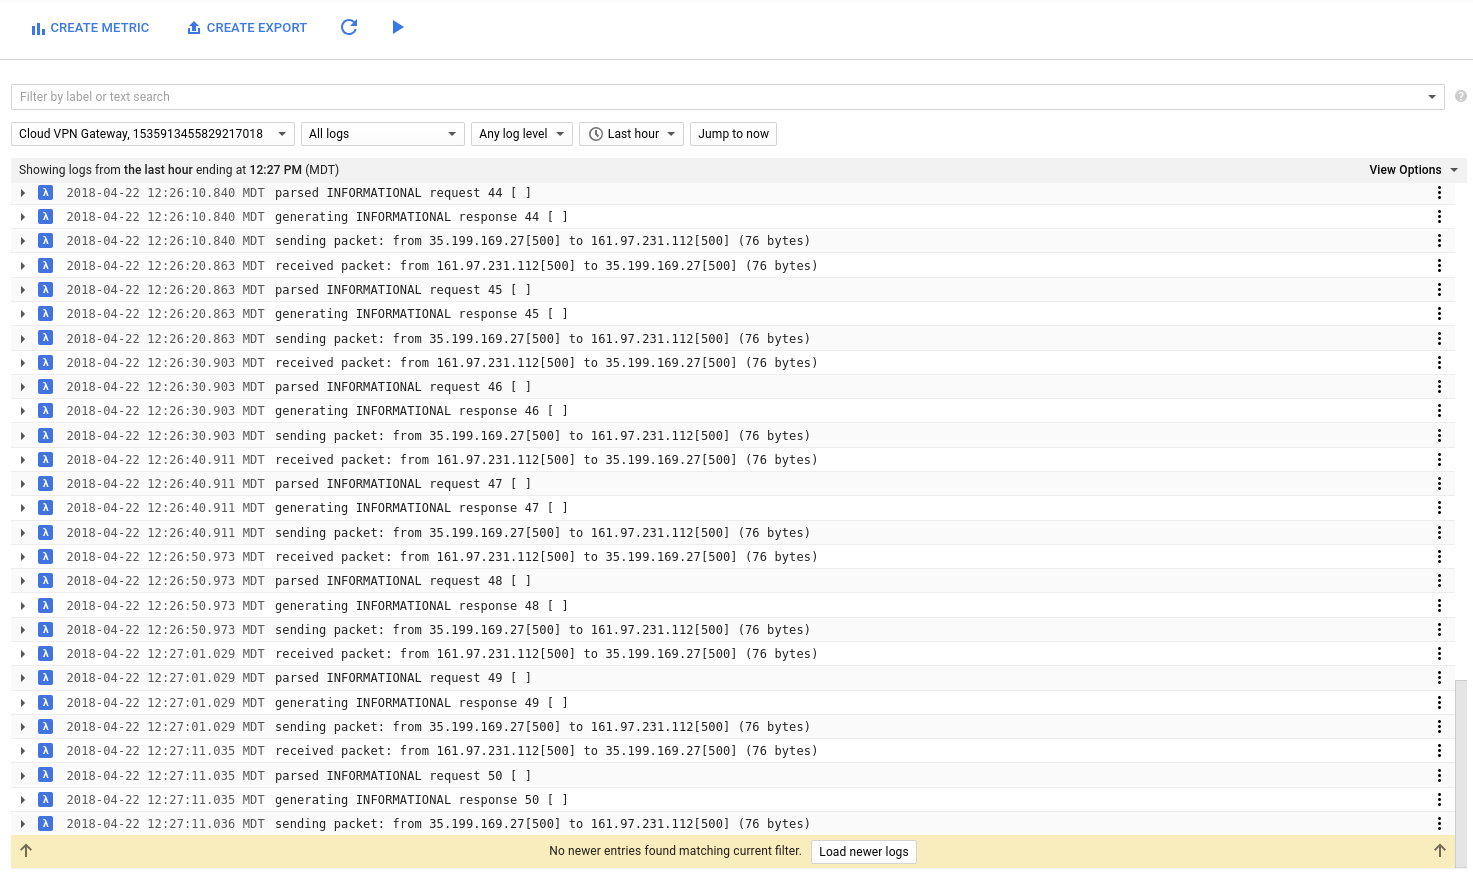 CREATE METRIC CREATE EXPORT
Filter by label or text search
Cloud VPN Gateway, 1535913455829217018 All logs Any log level Last hour Jump to now
Showing logs from the last hour ending at 12:27 PM (MDT) View Options
λ 2018-04-22 12:26:10.840 MDT parsed INFORMATIONAL request 44 [ ]
λ 2018-04-22 12:26:10.840 MDT generating INFORMATIONAL response 44 [ ]
λ 2018-04-22 12:26:10.840 MDT sending packet: from 35.199.169.27[500] to 161.97.231.112[500] (76 bytes)
λ 2018-04-22 12:26:20.863 MDT received packet: from 161.97.231.112[500] to 35.199.169.27[500] (76 bytes)
λ 2018-04-22 12:26:20.863 MDT parsed INFORMATIONAL request 45 [ ]
λ 2018-04-22 12:26:20.863 MDT generating INFORMATIONAL response 45 [ ]
λ 2018-04-22 12:26:20.863 MDT sending packet: from 35.199.169.27[500] to 161.97.231.112[500] (76 bytes)
λ 2018-04-22 12:26:30.903 MDT received packet: from 161.97.231.112[500] to 35.199.169.27[500] (76 bytes)
λ 2018-04-22 12:26:30.903 MDT parsed INFORMATIONAL request 46 [ ]
λ 2018-04-22 12:26:30.903 MDT generating INFORMATIONAL response 46 [ ]
λ 2018-04-22 12:26:30.903 MDT sending packet: from 35.199.169.27[500] to 161.97.231.112[500] (76 bytes)
λ 2018-04-22 12:26:40.911 MDT received packet: from 161.97.231.112[500] to 35.199.169.27[500] (76 bytes)
λ 2018-04-22 12:26:40.911 MDT parsed INFORMATIONAL request 47 [ ]
λ 2018-04-22 12:26:40.911 MDT generating INFORMATIONAL response 47 [ ]
λ 2018-04-22 12:26:40.911 MDT sending packet: from 35.199.169.27[500] to 161.97.231.112[500] (76 bytes)
λ 2018-04-22 12:26:50.973 MDT received packet: from 161.97.231.112[500] to 35.199.169.27[500] (76 bytes)
λ 2018-04-22 12:26:50.973 MDT parsed INFORMATIONAL request 48 [ ]
λ 2018-04-22 12:26:50.973 MDT generating INFORMATIONAL response 48 [ ]
λ 2018-04-22 12:26:50.973 MDT sending packet: from 35.199.169.27[500] to 161.97.231.112[500] (76 bytes)
λ 2018-04-22 12:27:01.029 MDT received packet: from 161.97.231.112[500] to 35.199.169.27[500] (76 bytes)
λ 2018-04-22 12:27:01.029 MDT parsed INFORMATIONAL request 49 [ ]
λ 2018-04-22 12:27:01.029 MDT generating INFORMATIONAL response 49 [ ]
λ 2018-04-22 12:27:01.029 MDT sending packet: from 35.199.169.27[500] to 161.97.231.112[500] (76 bytes)
λ 2018-04-22 12:27:11.035 MDT received packet: from 161.97.231.112[500] to 35.199.169.27[500] (76 bytes)
λ 2018-04-22 12:27:11.035 MDT parsed INFORMATIONAL request 50 [ ]
λ 2018-04-22 12:27:11.035 MDT generating INFORMATIONAL response 50 [ ]
λ 2018-04-22 12:27:11.036 MDT sending packet: from 35.199.169.27[500] to 161.97.231.112[500] (76 bytes)
No newer entries found matching current filter. Load newer logs